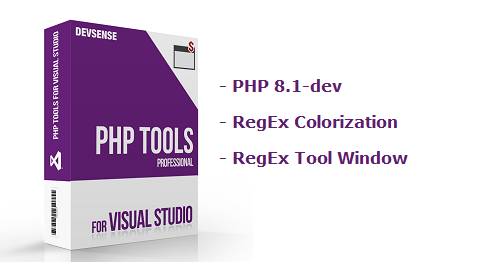 DEVSENSE
S
PHP TOOLS FOR VISUAL STUDIO
PHP TOOLS
PROFESSIONAL
FOR VISUAL STUDIO
- PHP 8.1-dev
- RegEx Colorization
- RegEx Tool Window